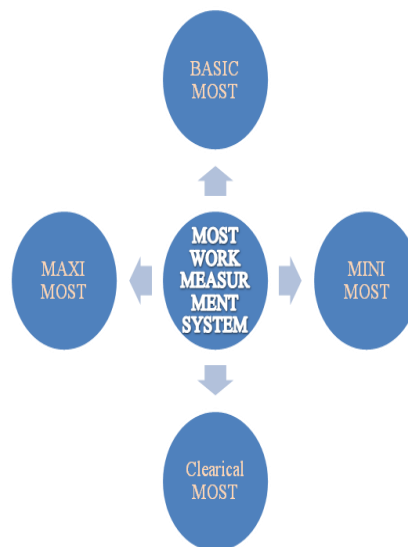 BASIC
MOST
MOST
WORK
MEASUR
MENT
SYSTEM
MAXI
MOST
MINI
MOST
Clearical
MOST